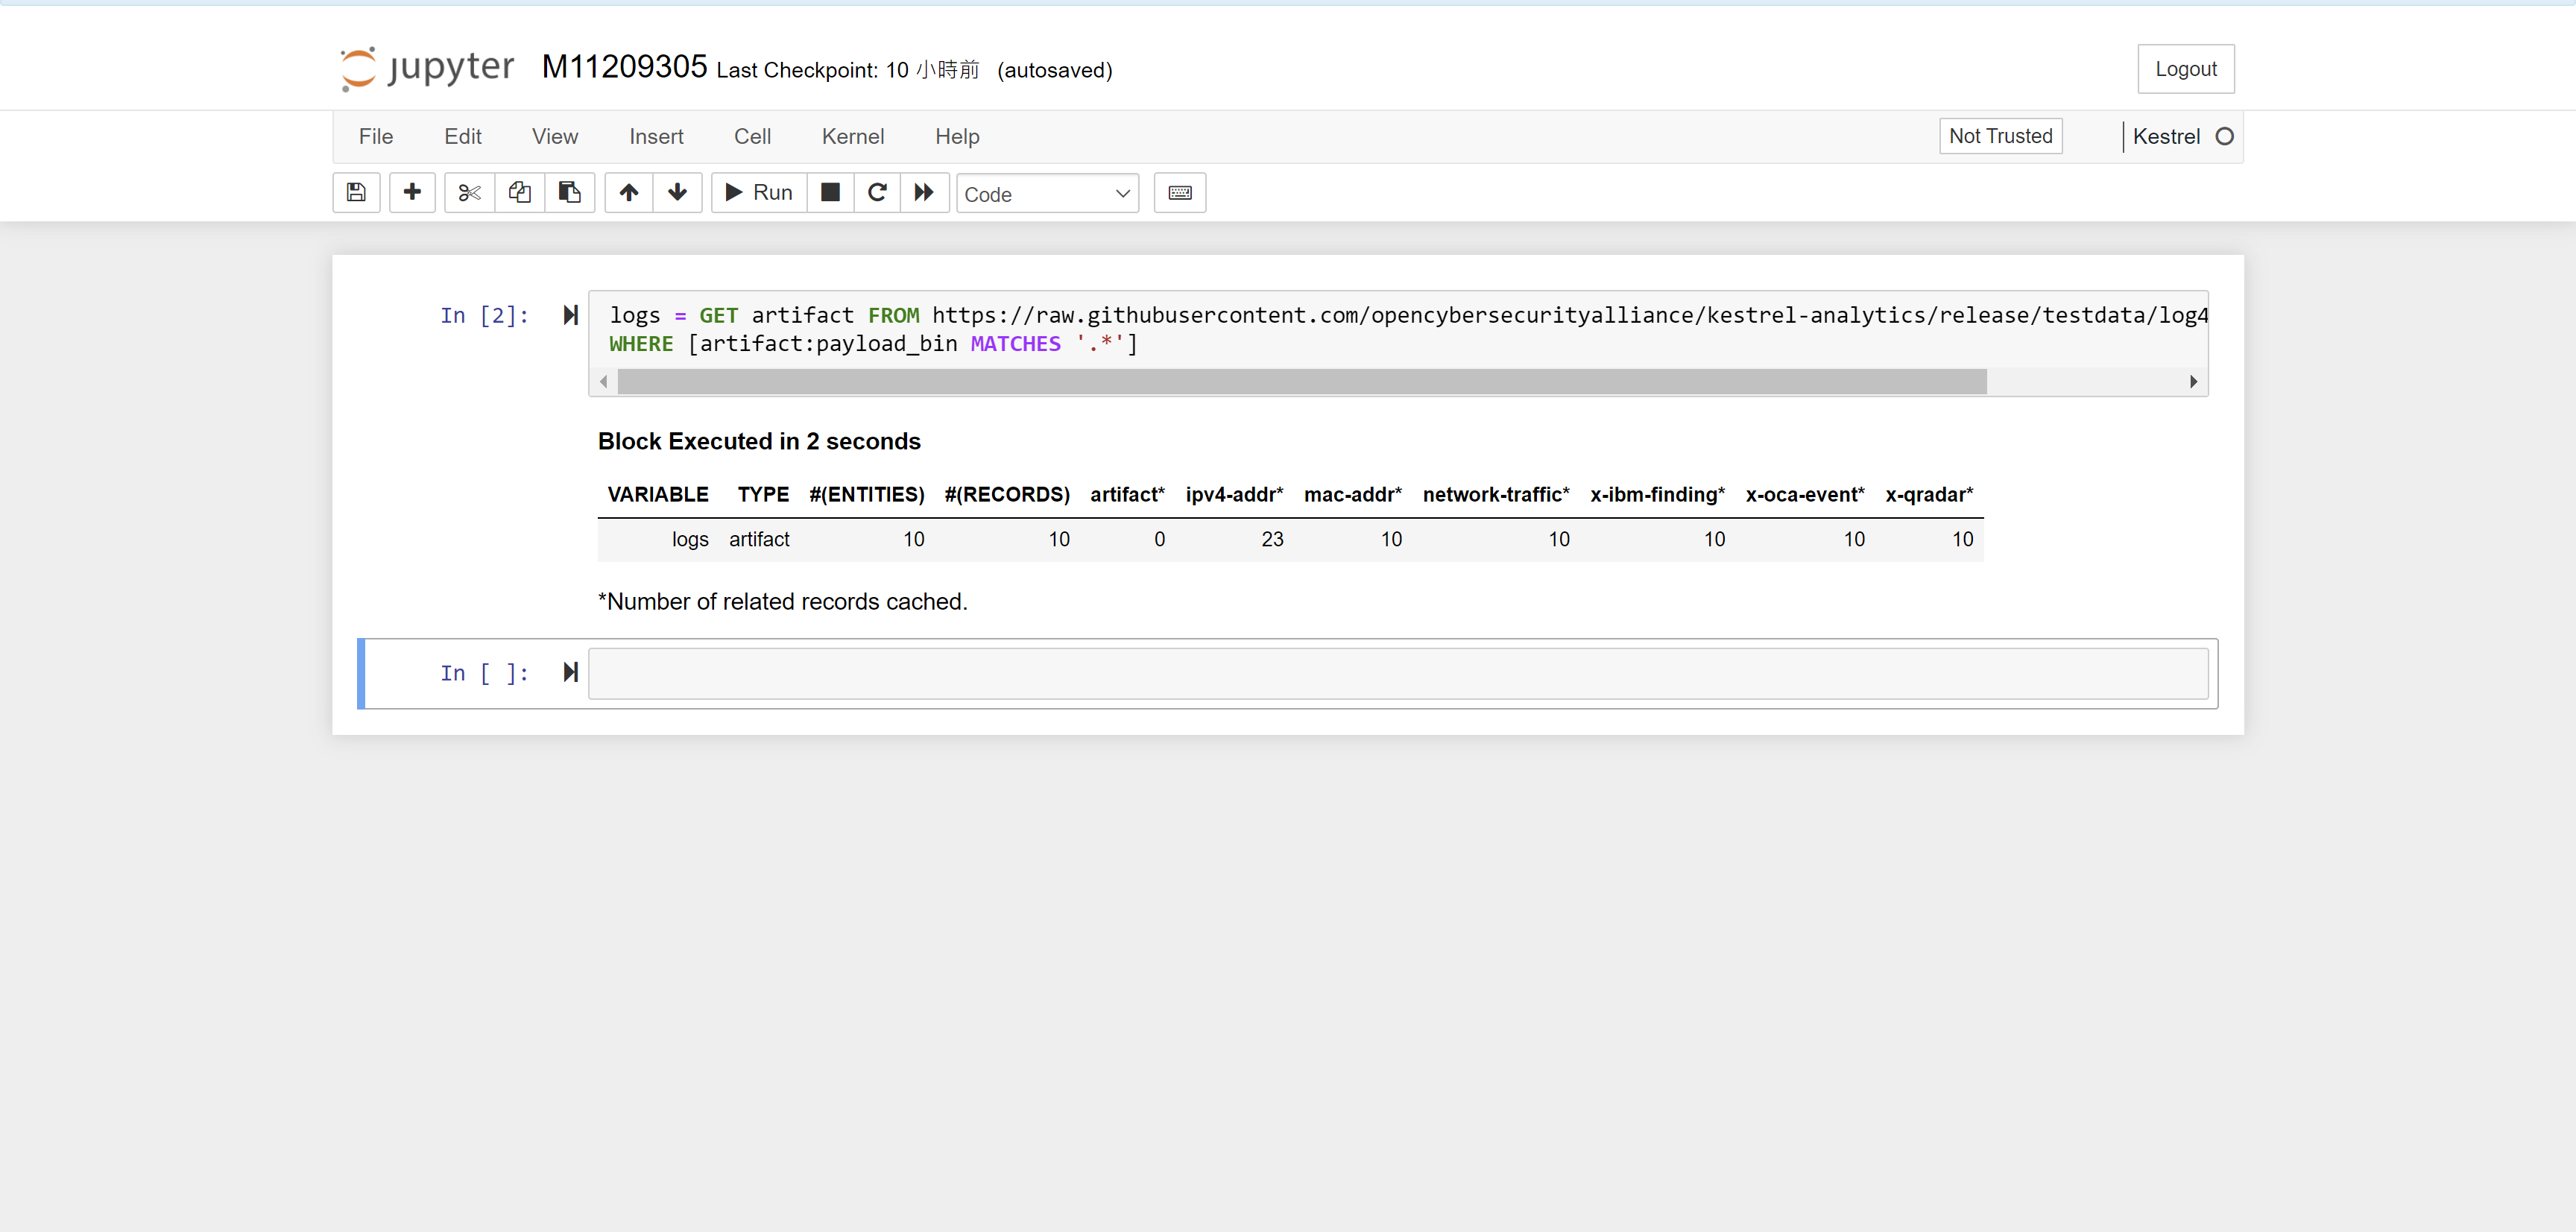 jupyter M11209305 Last Checkpoint: 10 小時前 (autosaved)
Logout
File Edit View Insert Cell Kernel Help
Not Trusted Kestrel
Run Code
In [2]: logs = GET artifact FROM https://raw.githubusercontent.com/opencybersecurityalliance/kestrel-analytics/release/testdata/log4
WHERE [artifact:payload_bin MATCHES '.*']
Block Executed in 2 seconds
VARIABLE TYPE #(ENTITIES) #(RECORDS) artifact* ipv4-addr* mac-addr* network-traffic* x-ibm-finding* x-oca-event* x-qradar*
logs artifact 10 10 0 23 10 10 10 10 10
*Number of related records cached.
In [ ]: